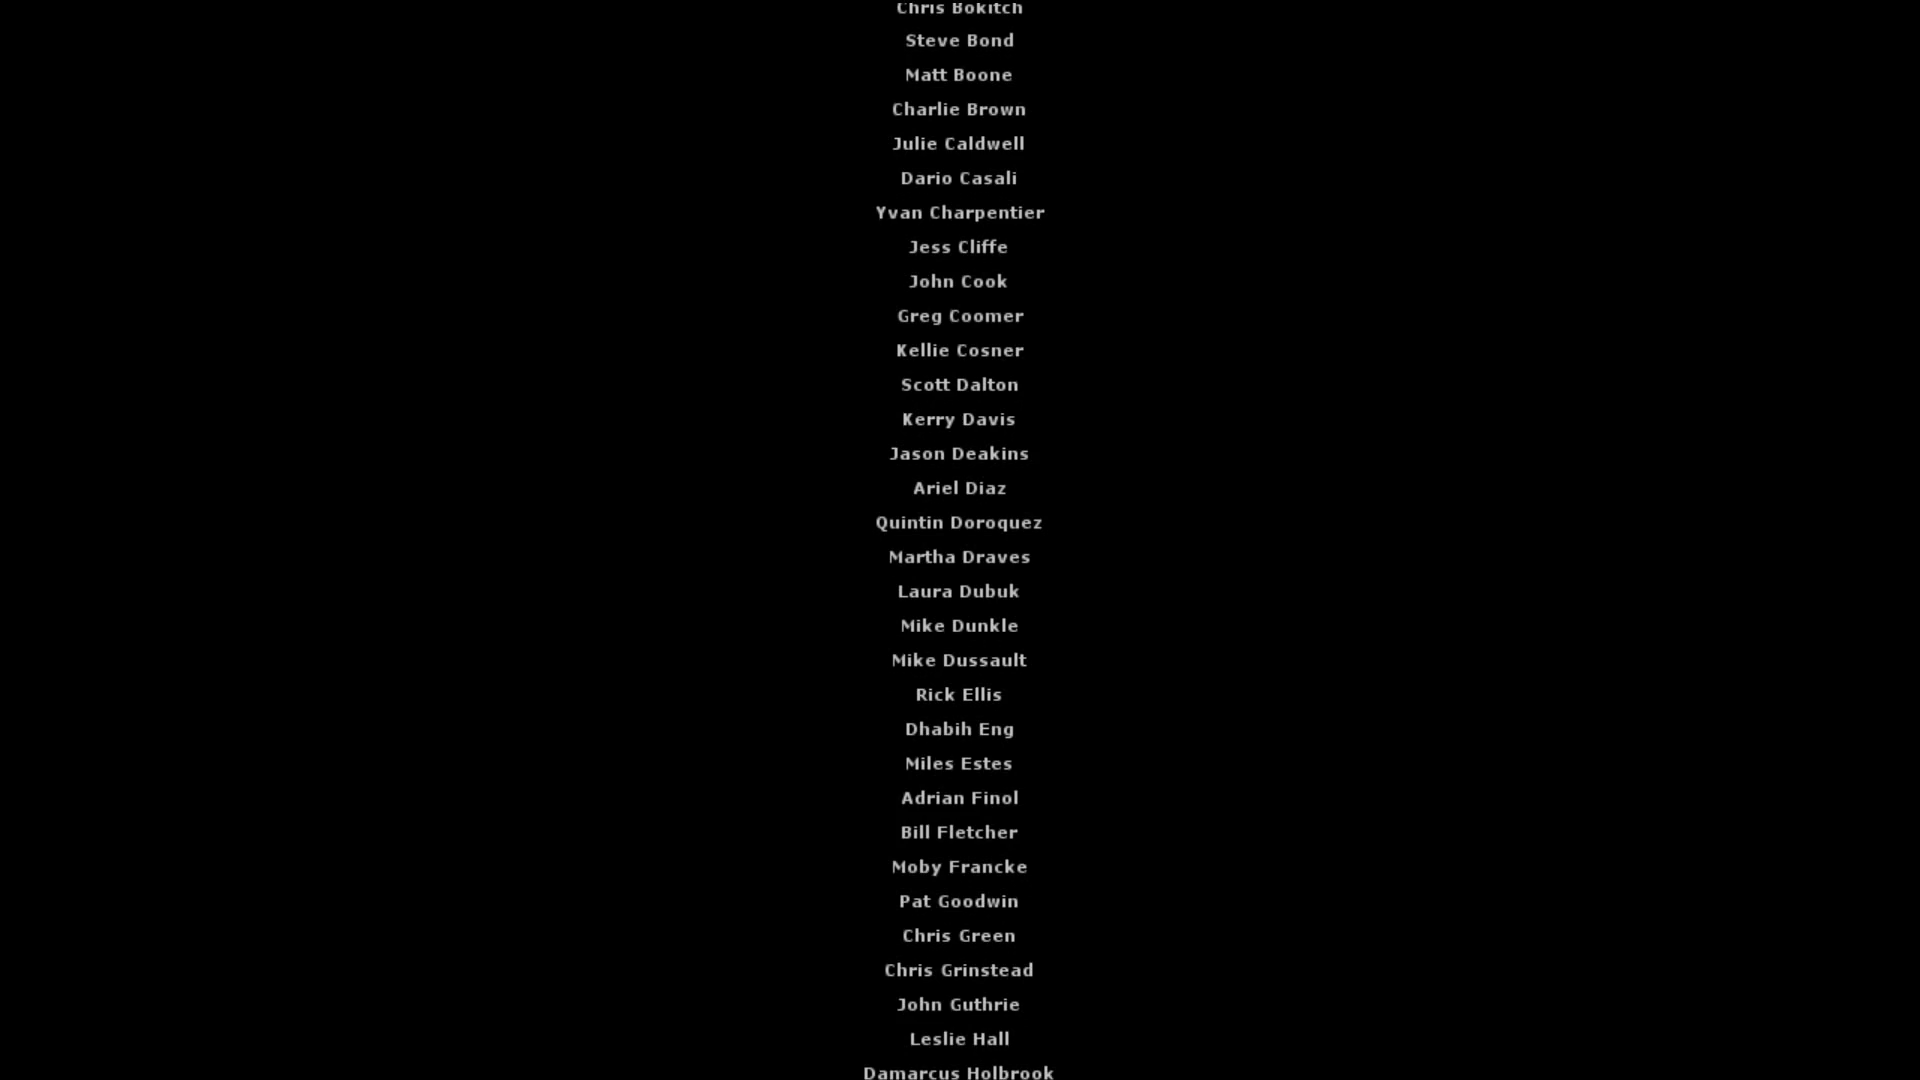 Chris Bokitch
Steve Bond
Matt Boone
Charlie Brown
Julie Caldwell
Dario Casali
Yvan Charpentier
Jess Cliffe
John Cook
Greg Coomer
Kellie Cosner
Scott Dalton
Kerry Davis
Jason Deakins
Ariel Diaz
Quintin Doroquez
Martha Draves
Laura Dubuk
Mike Dunkle
Mike Dussault
Rick Ellis
Dhabih Eng
Miles Estes
Adrian Finol
Bill Fletcher
Moby Francke
Pat Goodwin
Chris Green
Chris Grinstead
John Guthrie
Leslie Hall
Damarcus Holbrook